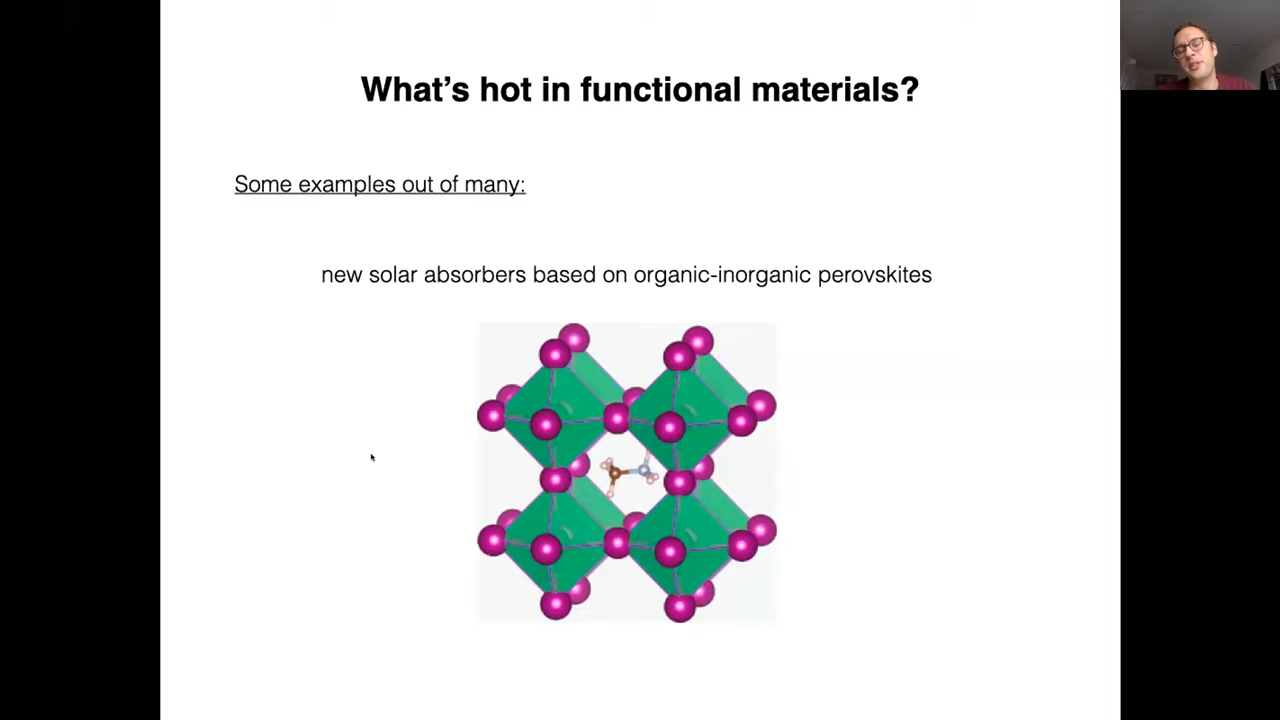 What’s hot in functional materials?
Some examples out of many:
new solar absorbers based on organic-inorganic perovskites